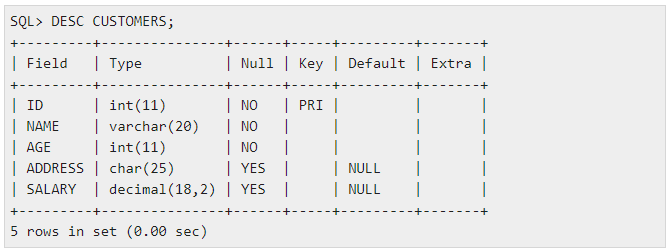 SQL> DESC CUSTOMERS;
+---------+---------------+------+-----+---------+-------+
| Field   | Type          | Null | Key | Default | Extra |
+---------+---------------+------+-----+---------+-------+
| ID      | int(11)       | NO   | PRI |         |       |
| NAME    | varchar(20)   | NO   |     |         |       |
| AGE     | int(11)       | NO   |     |         |       |
| ADDRESS | char(25)      | YES  |     | NULL    |       |
| SALARY  | decimal(18,2) | YES  |     | NULL    |       |
+---------+---------------+------+-----+---------+-------+
5 rows in set (0.00 sec)